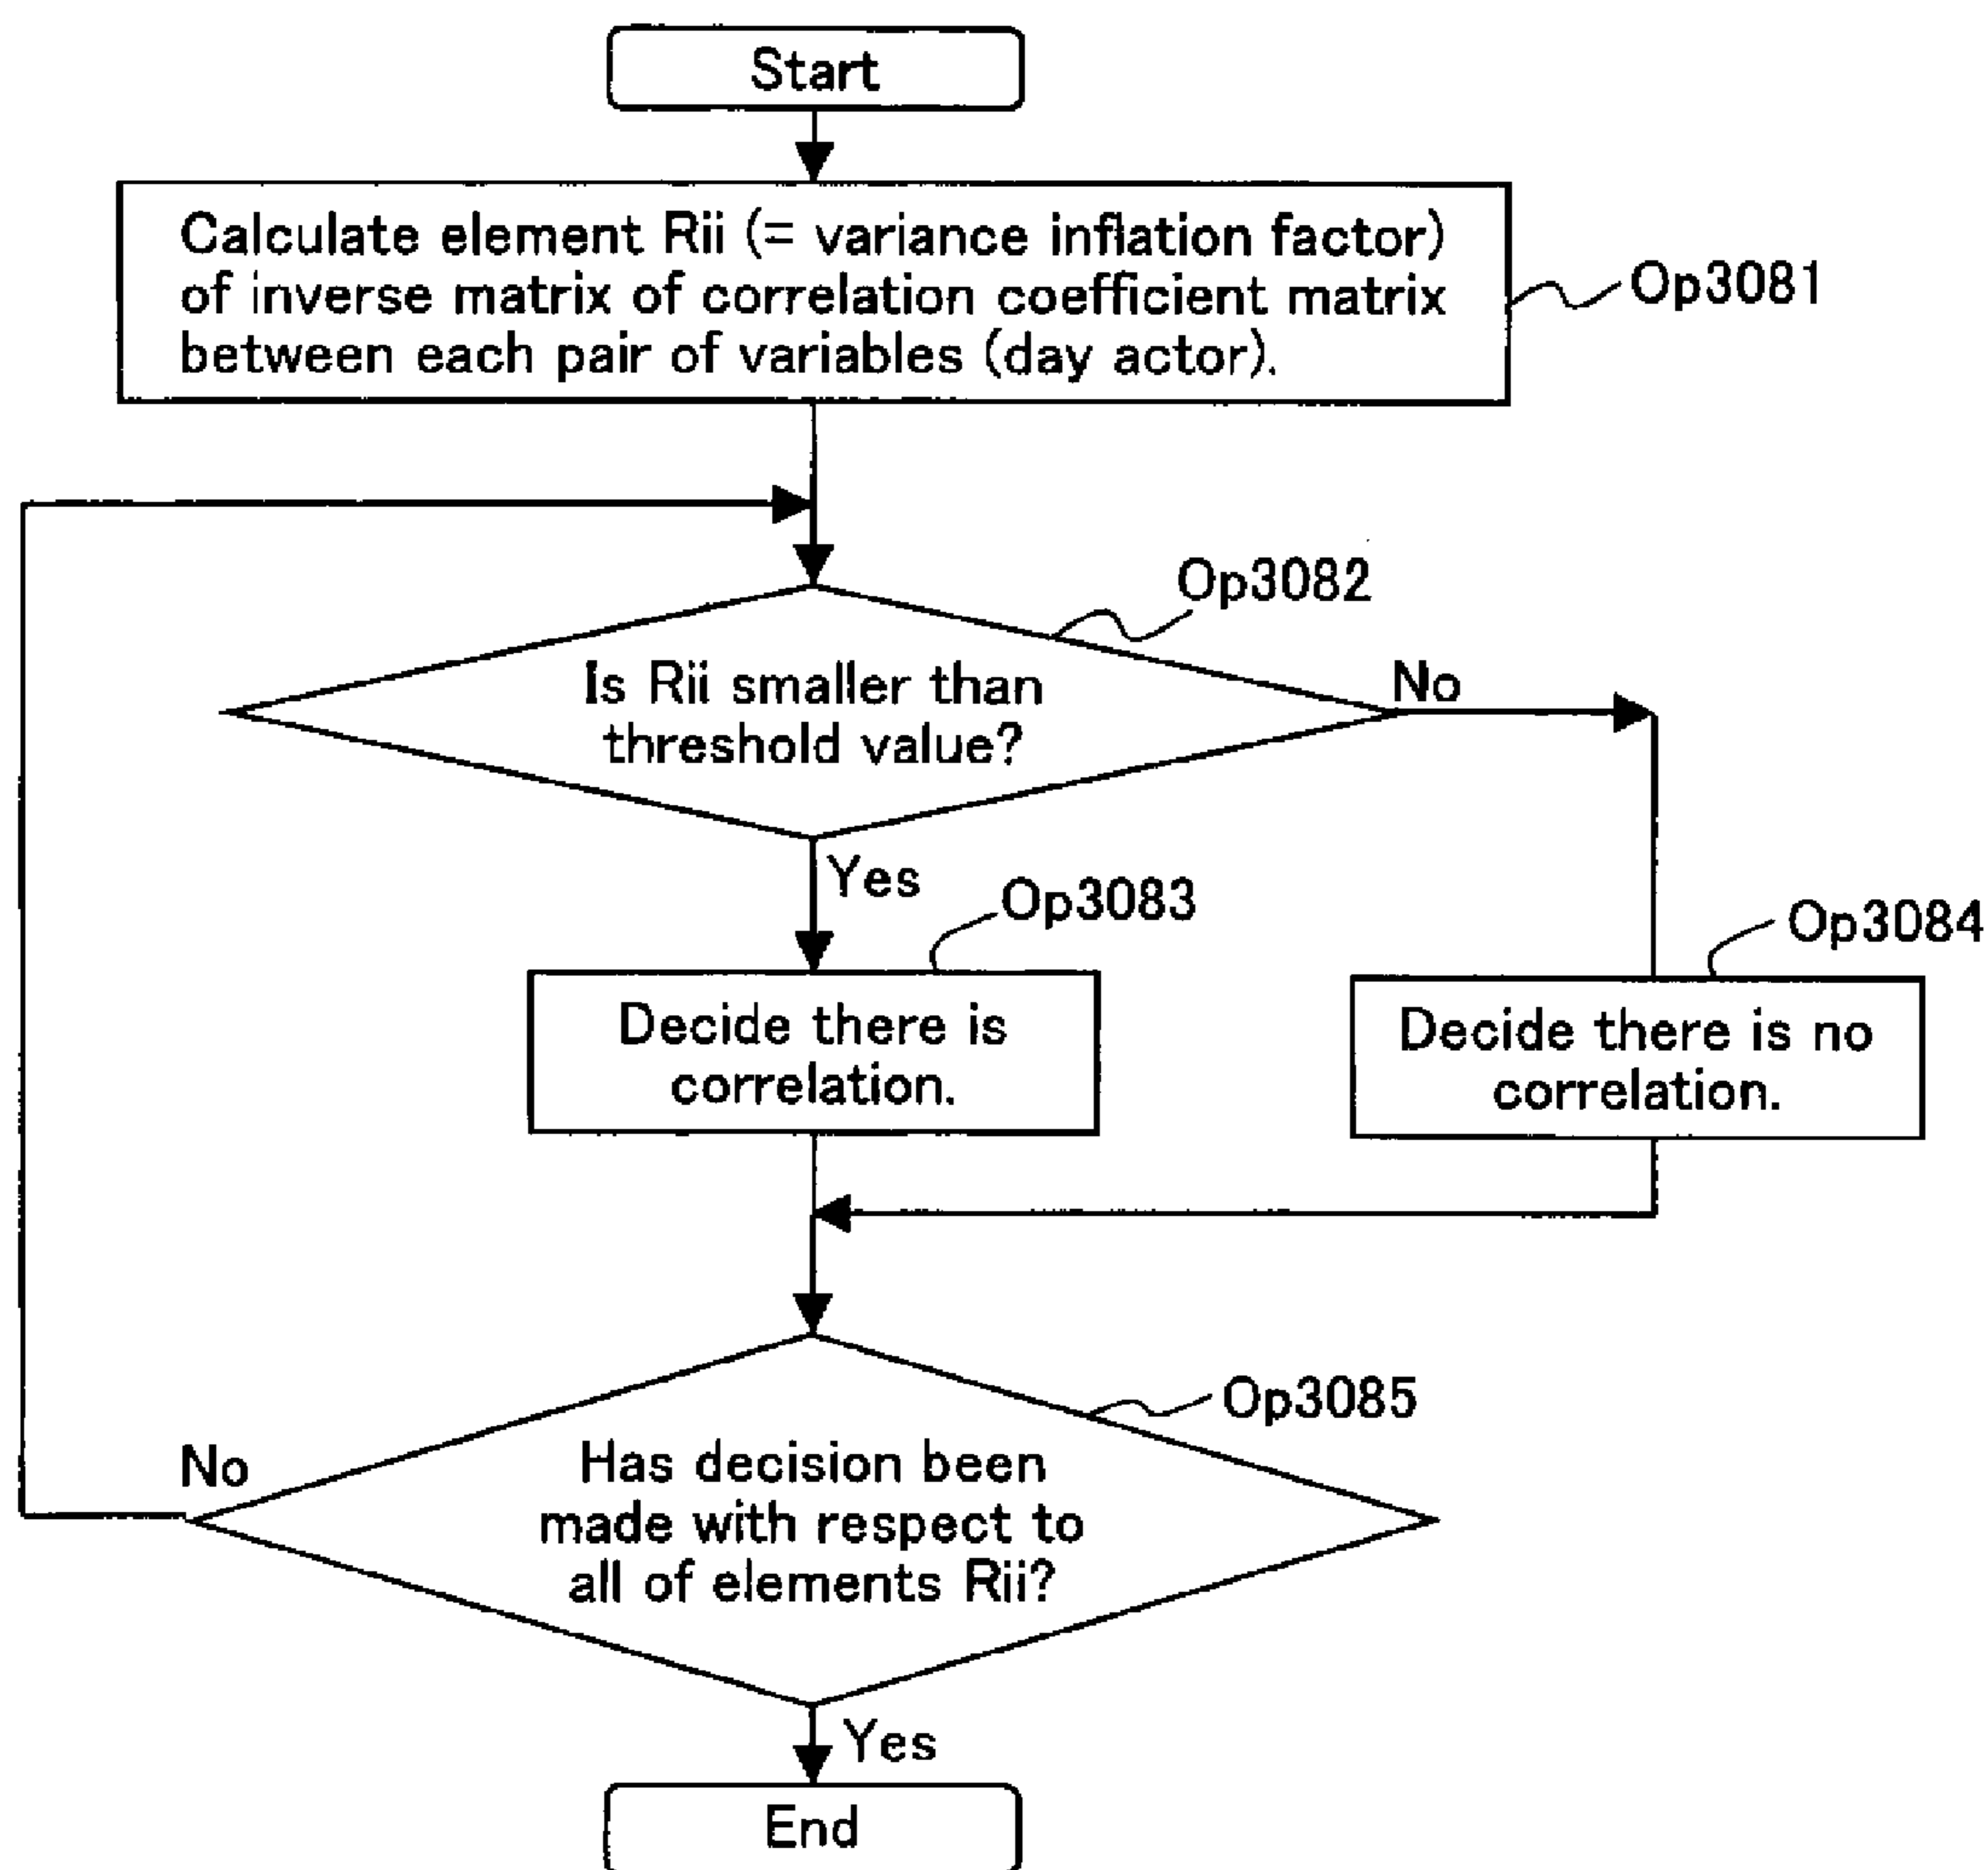 Start
Calculate element Rii (= variance inflation factor)
of inverse matrix of correlation coefficient matrix
between each pair of variables (day actor).
Op3081
Op3082
Is Rii smaller than
threshold value?
No
Yes
Op3083
Op3084
Decide there is
correlation.
Decide there is no
correlation.
Op3085
No
Has decision been
made with respect to
all of elements Rii?
Yes
End